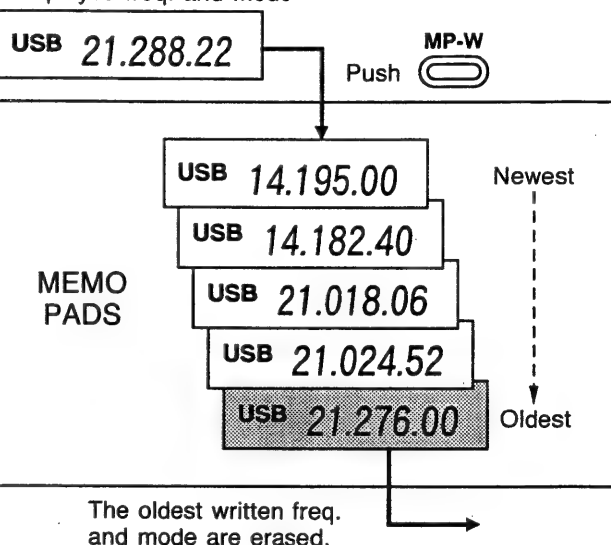 USB 21.288.22
MP-W
Push
USB 14.195.00
Newest
USB 14.182.40
MEMO
PADS
USB 21.018.06
USB 21.024.52
USB 21.276.00
Oldest
The oldest written freq.
and mode are erased.